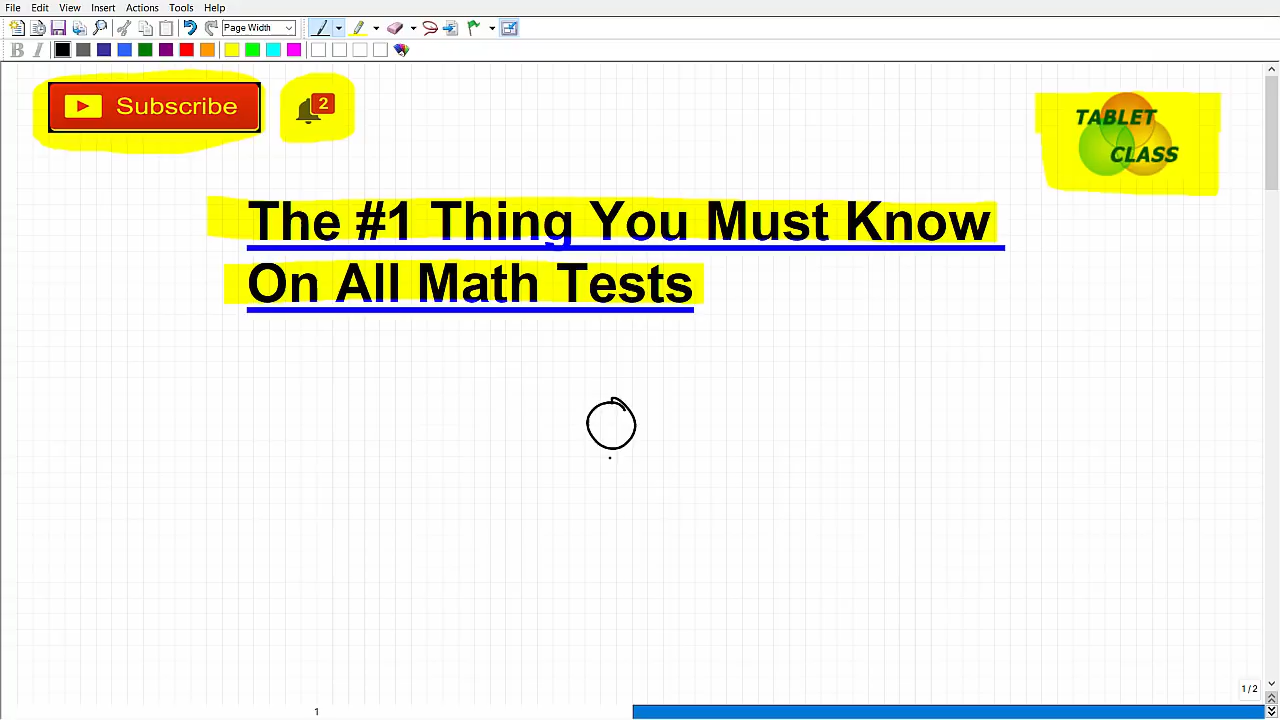 File Edit View Insert Actions Tools Help
Page Width
B I
Subscribe 2
TABLET
CLASS
The #1 Thing You Must Know
On All Math Tests
1/2
1